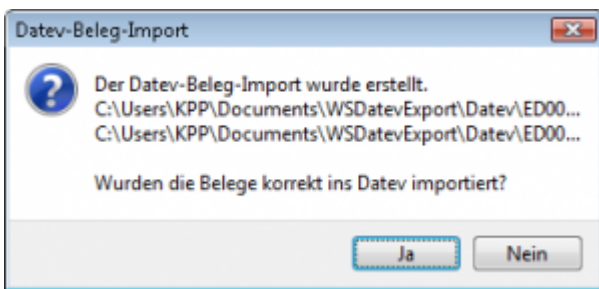 Datev-Beleg-Import
Der Datev-Beleg-Import wurde erstellt.
C:\Users\KPP\Documents\WSDatevExport\Datev\ED00...
C:\Users\KPP\Documents\WSDatevExport\Datev\ED00...
Wurden die Belege korrekt ins Datev importiert?
Ja
Nein